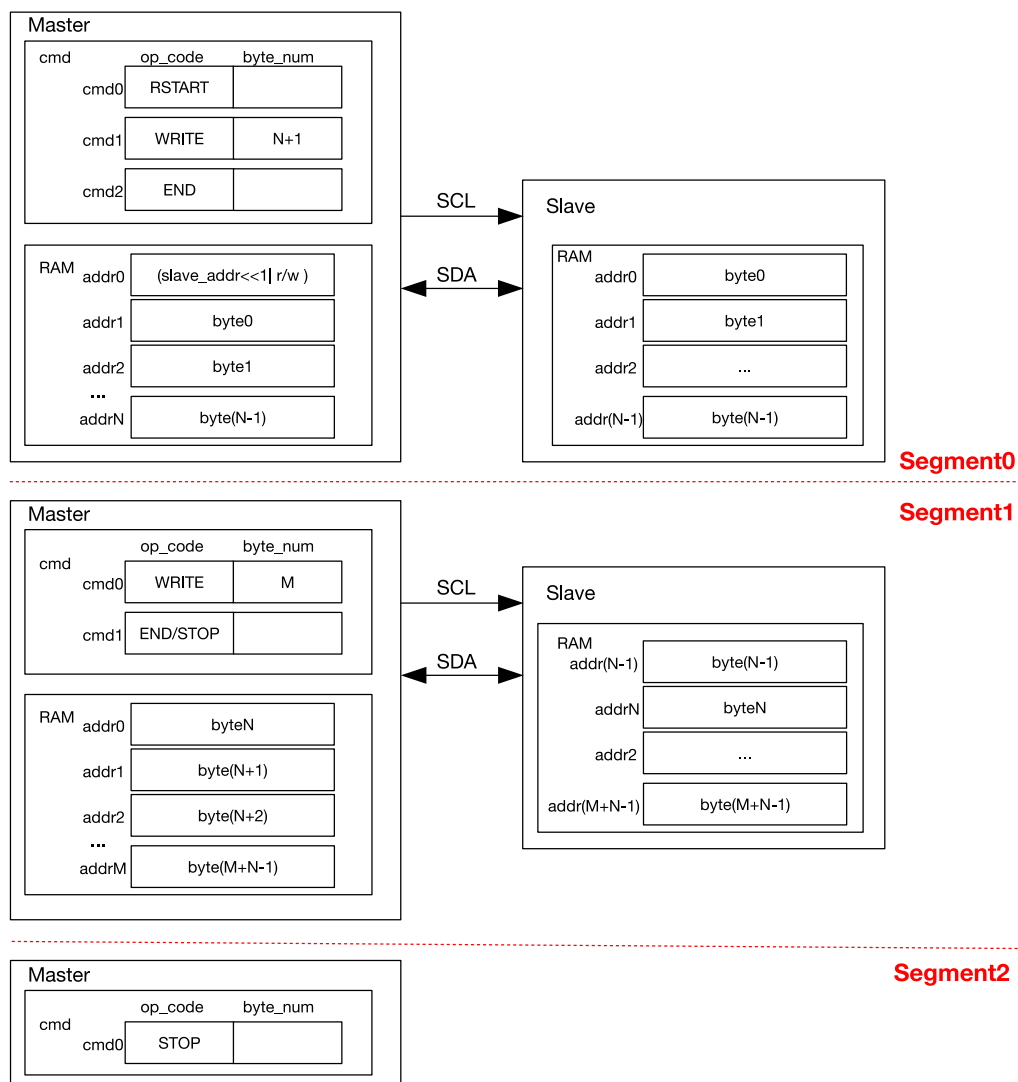 Master
cmd op_code byte_num
cmd0 RSTART
cmd1 WRITE N+1
cmd2 END
RAM
addr0 (slave_addr<<1| r/w )
addr1 byte0
addr2 byte1
...
addrN byte(N-1)
SCL
SDA
Slave
RAM
addr0 byte0
addr1 byte1
addr2 ...
addr(N-1) byte(N-1)
Segment0
Segment1
Master
op_code byte_num
cmd
cmd0 WRITE M
cmd1 END/STOP
RAM
addr0 byteN
addr1 byte(N+1)
addr2 byte(N+2)
...
addrM byte(M+N-1)
SCL
SDA
Slave
RAM
addr(N-1) byte(N-1)
addrN byteN
addr2 ...
addr(M+N-1) byte(M+N-1)
Segment2
Master
op_code byte_num
cmd
cmd0 STOP